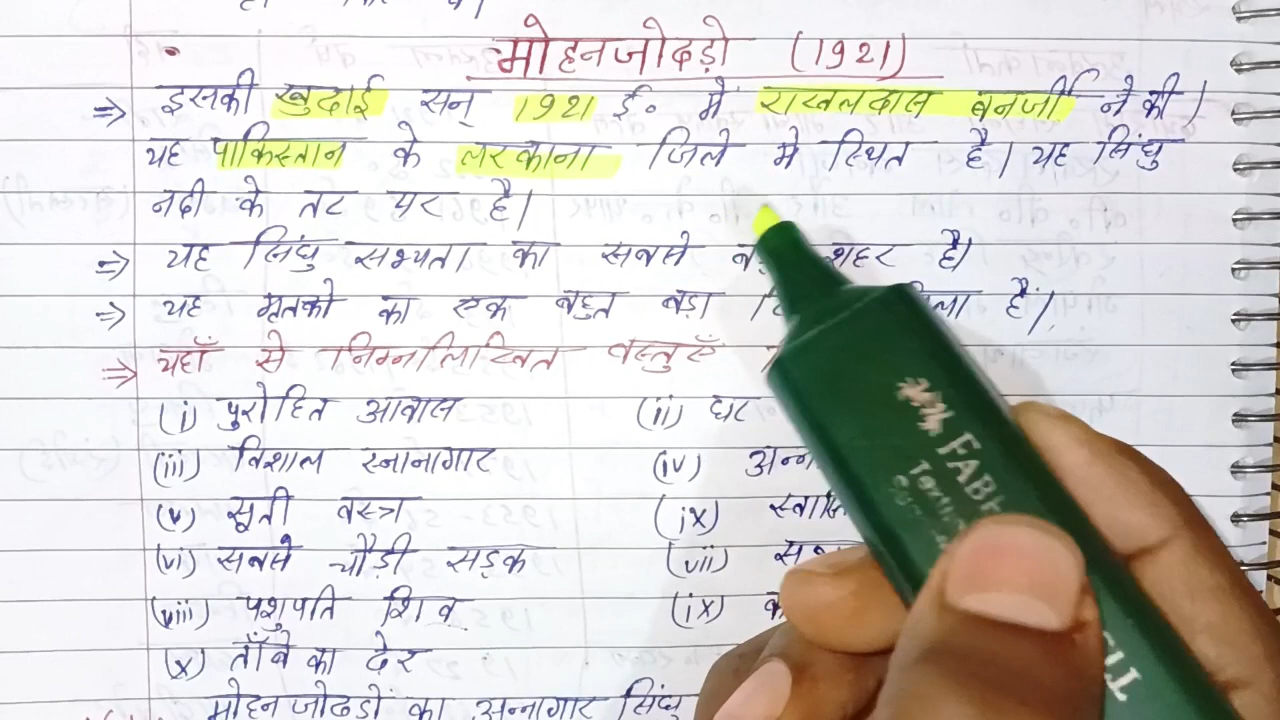 मोहनजोदड़ो (1921)
⇒ इसकी खुदाई सन् 1921 ई॰ में राखलदास बनर्जी ने की।
यह पाकिस्तान के लरकाना जिले मे स्थित है। यह सिंधु
नदी के तट पर है।
⇒ यह सिंधु सभ्यता का सबसे शहर है।
⇒ यह मृतको का एक बहुत बड़ा है।
⇒ यहाँ से निम्नलिखित वस्तुएँ
(i) पुरोहित आवास (ii) घर
(iii) विशाल स्नानागार (iv)
(v) सूती वस्त्र (ix)
(vi) सबसे चौड़ी सड़क (vii)
(viii) पशुपति शिव (ix)
(x) ताँबे का ढेर
मोहनजोदड़ो का अन्नागार सिंधु